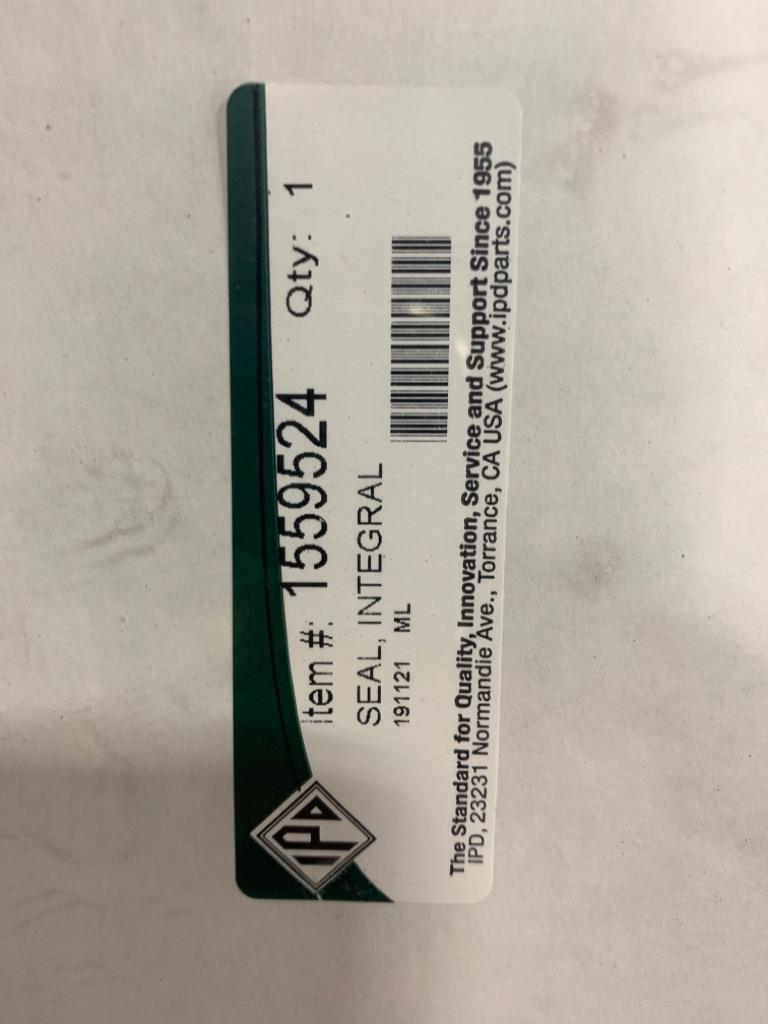 Item #: 1559524 Qty: 1
SEAL, INTEGRAL
191121 ML
IPD
The Standard for Quality, Innovation, Service and Support Since 1955
IPD, 23231 Normandie Ave., Torrance, CA USA (www.ipdparts.com)